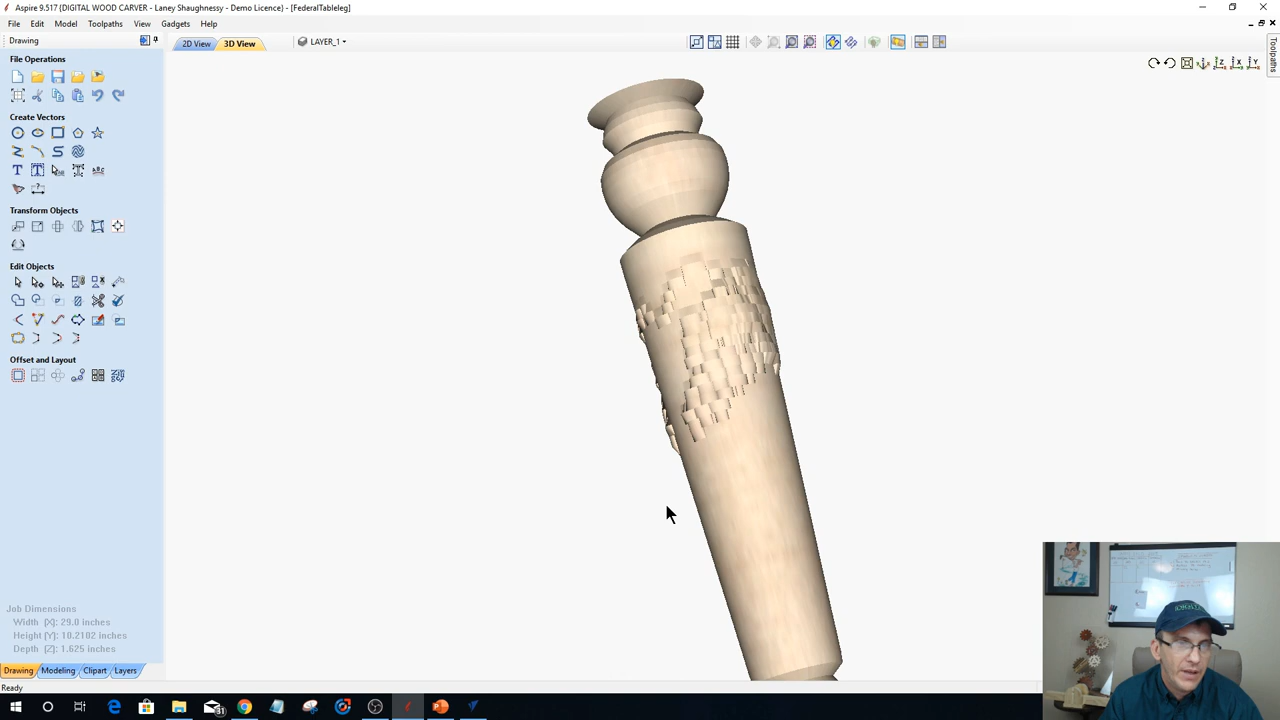 Aspire 9.517 (DIGITAL WOOD CARVER - Laney Shaughnessy - Demo Licence) - [FederalTableleg]
File Edit Model Toolpaths View Gadgets Help
Drawing
2D View 3D View LAYER_1
Toolpaths
File Operations
Create Vectors
Transform Objects
Edit Objects
Offset and Layout
Job Dimensions
Width (X): 29.0 inches
Height (Y): 10.2102 inches
Depth (Z): 1.625 inches
Drawing Modeling Clipart Layers
Ready